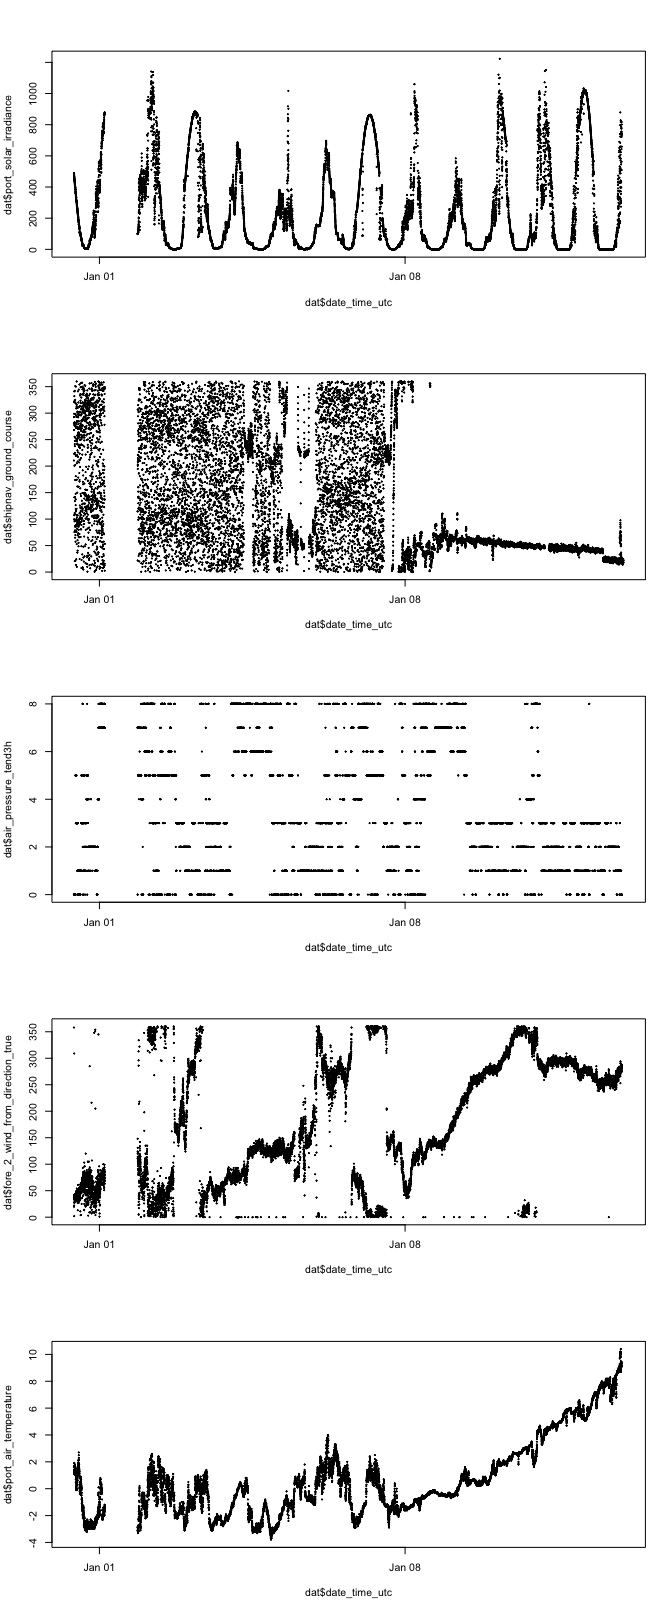 dat$port_solar_irradiance
0 200 400 600 800 1000
Jan 01 Jan 08
dat$date_time_utc
dat$shipnav_ground_course
0 50 100 150 200 250 300 350
Jan 01 Jan 08
dat$date_time_utc
dat$air_pressure_tend3h
0 2 4 6 8
Jan 01 Jan 08
dat$date_time_utc
dat$fore_2_wind_from_direction_true
0 50 100 150 200 250 300 350
Jan 01 Jan 08
dat$date_time_utc
dat$port_air_temperature
-4 -2 0 2 4 6 8 10
Jan 01 Jan 08
dat$date_time_utc